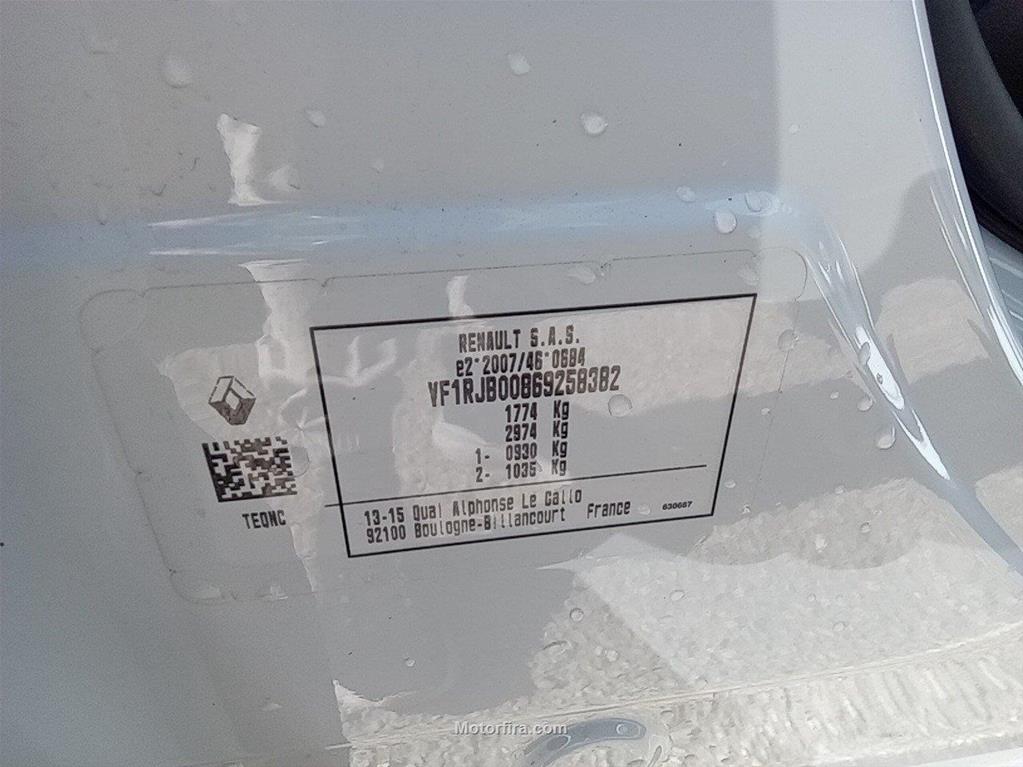 RENAULT S.A.S.
e2*2007/46*0684
VF1RJB00869258382
1774 Kg
2974 Kg
1- 0930 Kg
2- 1035 Kg
TEQNC
13-15 Quai Alphonse Le Gallo
92100 Boulogne-Billancourt France 630667
Motorfira.com